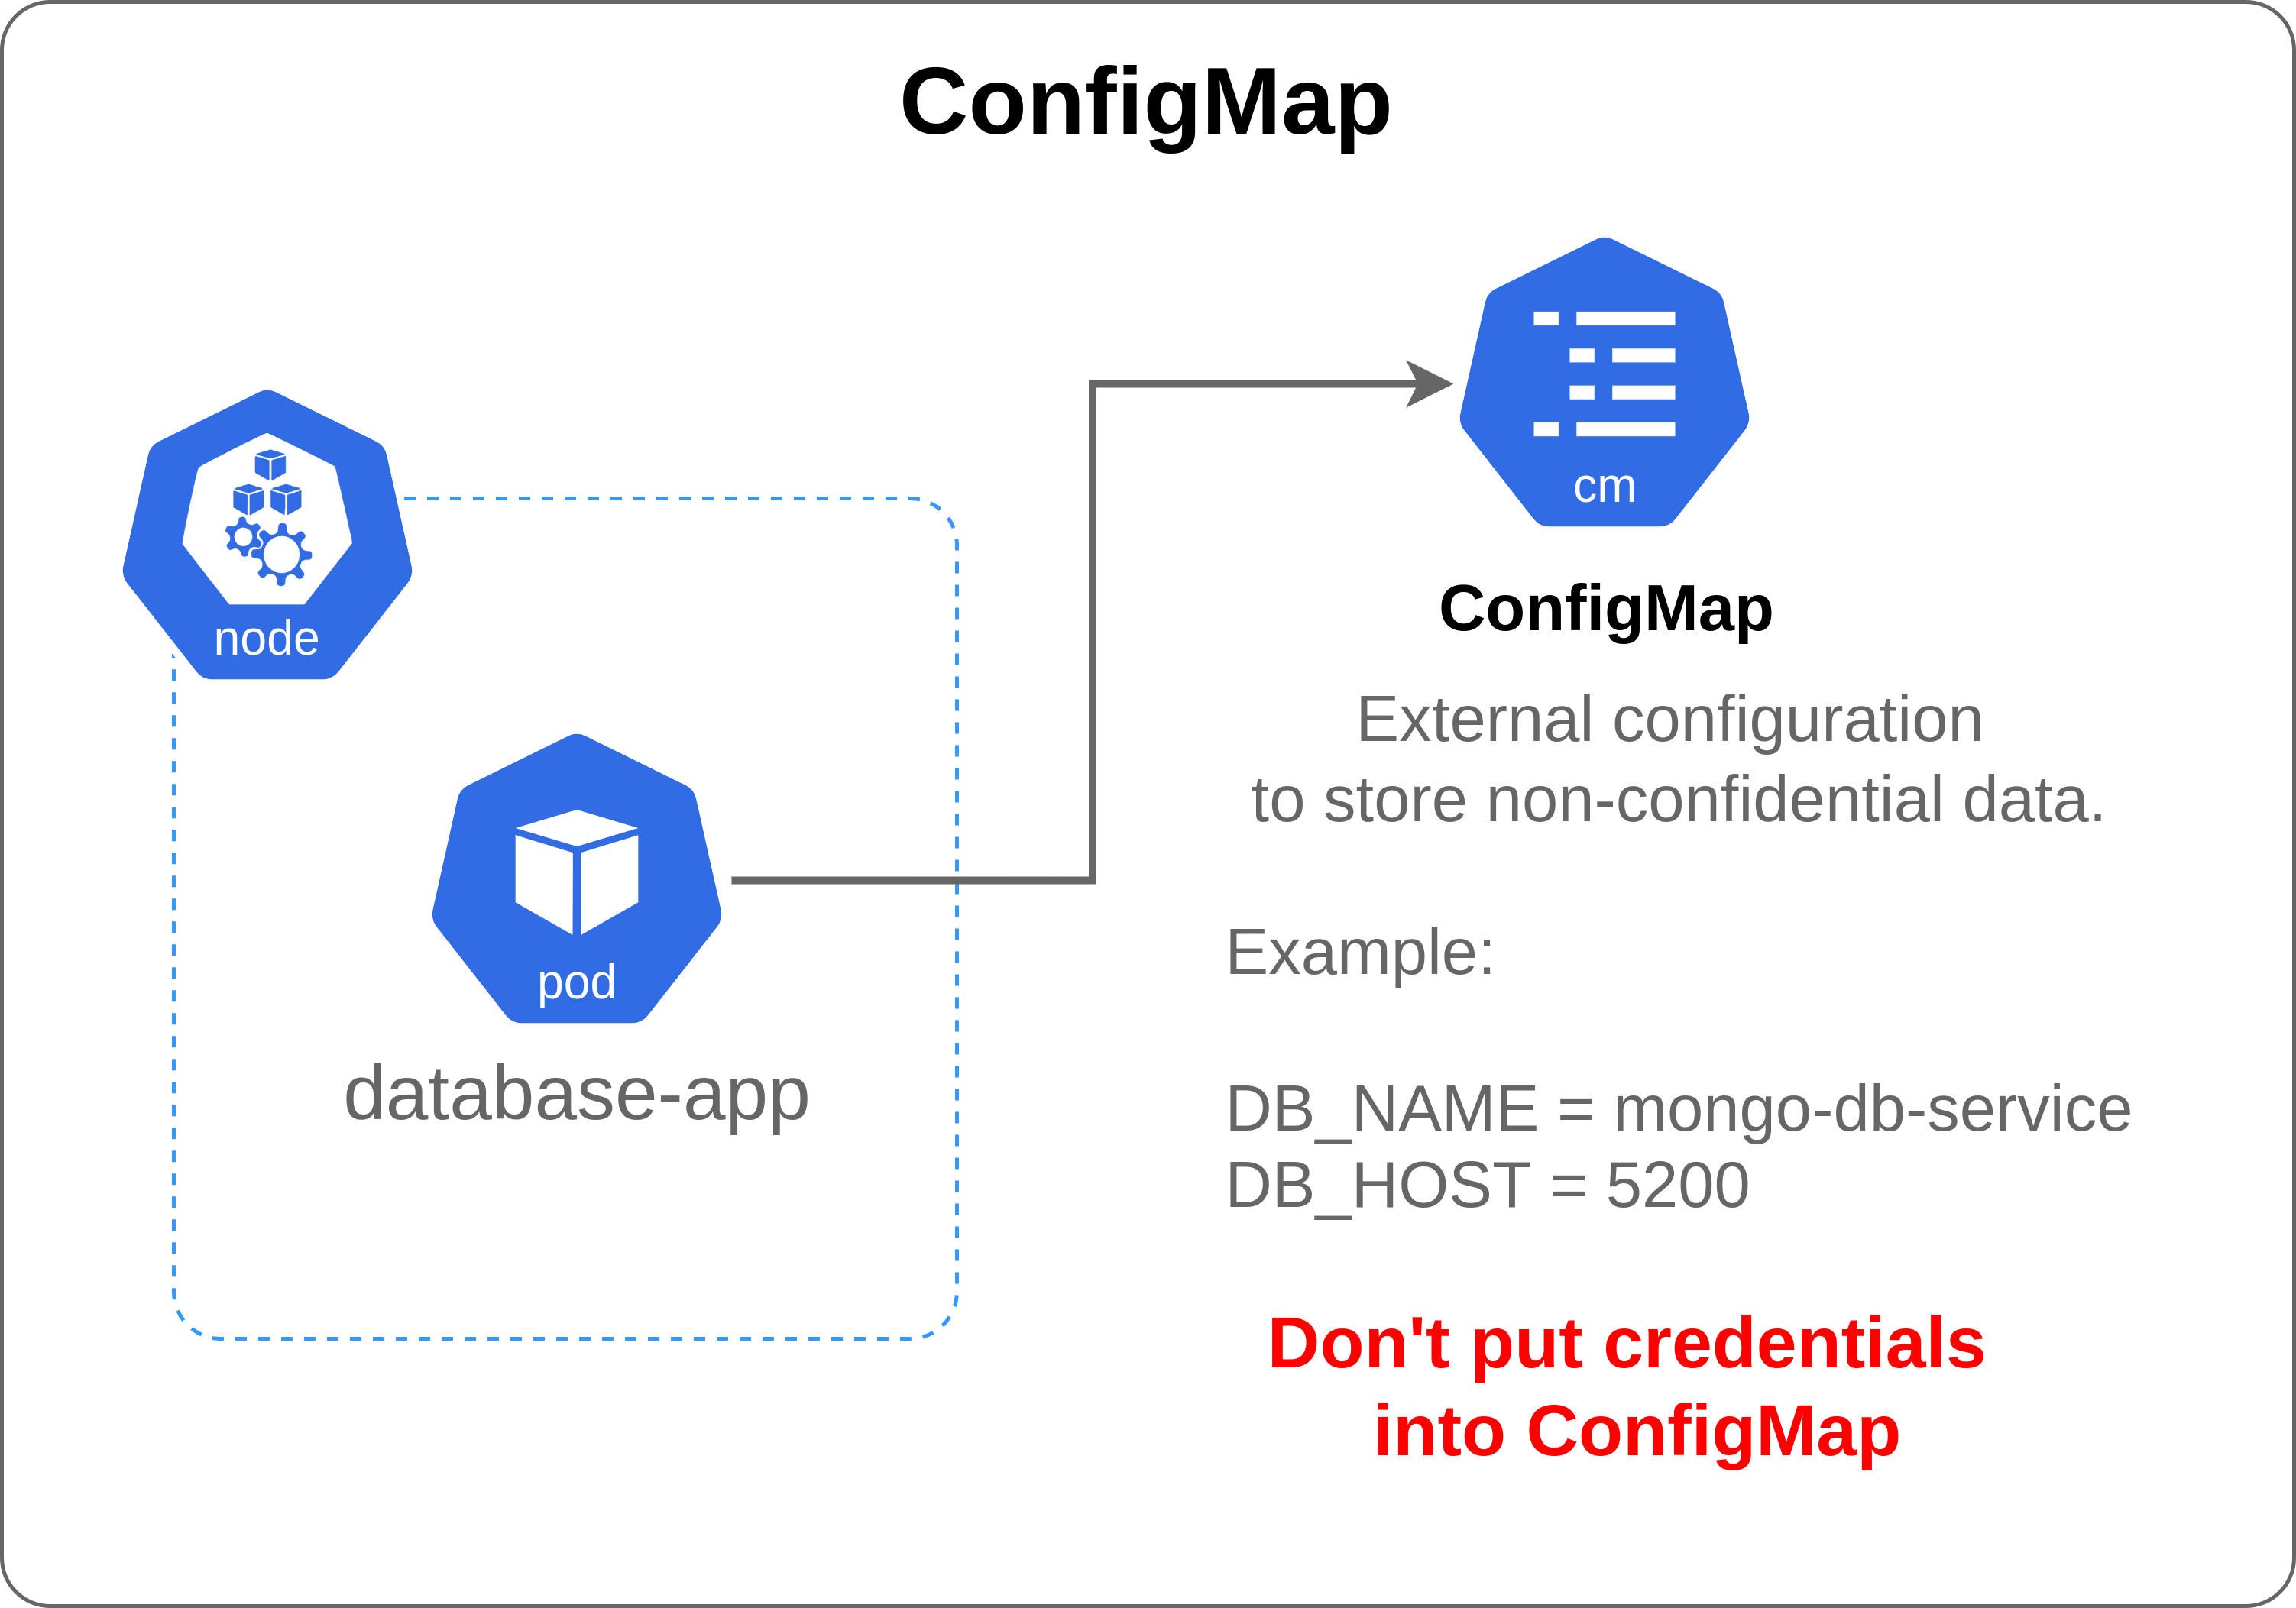 ConfigMap
node
pod
database-app
cm
ConfigMap
External configuration
to store non-confidential data.
Example:
DB_NAME = mongo-db-service
DB_HOST = 5200
Don't put credentials
into ConfigMap